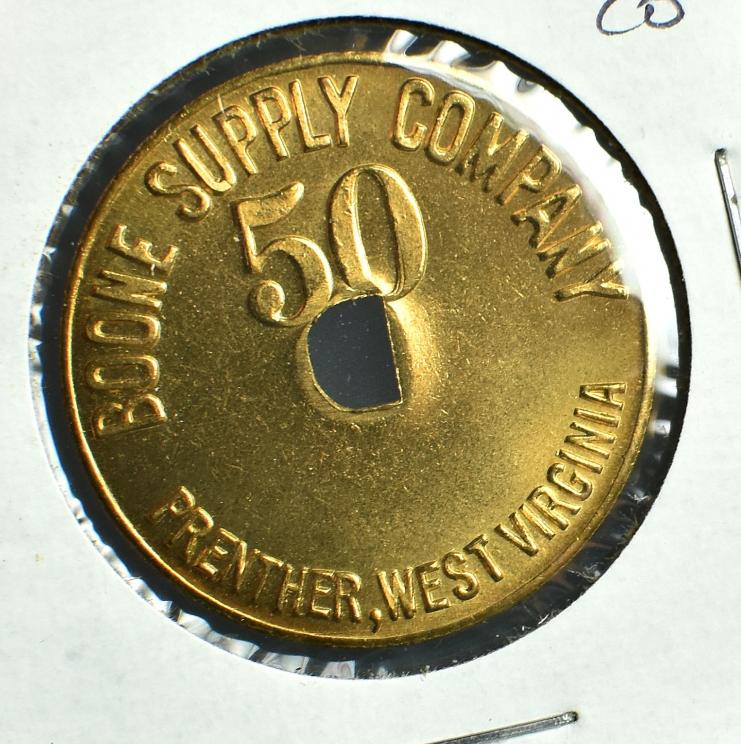 BOONE SUPPLY COMPANY
50
PRENTHER, WEST VIRGINIA